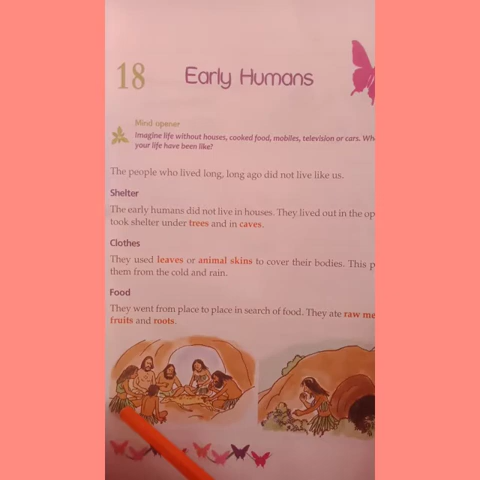 18 Early Humans
Mind opener
Imagine life without houses, cooked food, mobiles, television or cars.
your life have been like?
The people who lived long, long ago did not live like us.
Shelter
The early humans did not live in houses. They lived out in the
took shelter under trees and in caves.
Clothes
They used leaves or animal skins to cover their bodies. This
them from the cold and rain.
Food
They went from place to place in search of food. They ate raw
fruits and roots.